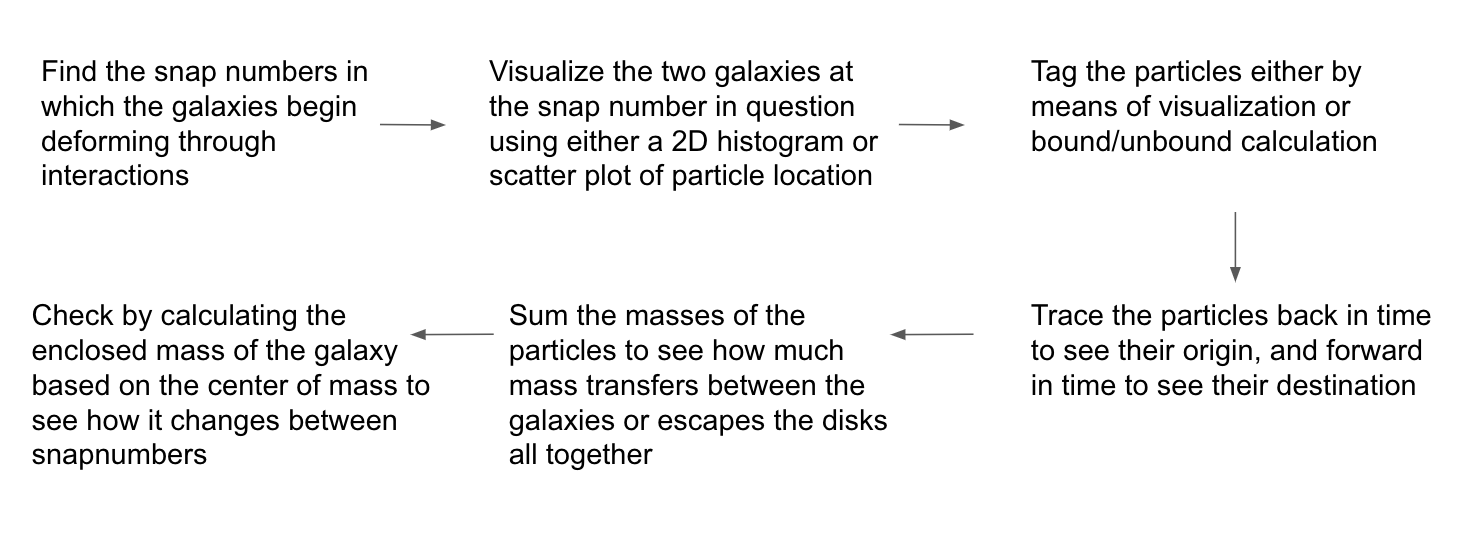 Find the snap numbers in
which the galaxies begin
deforming through
interactions
Visualize the two galaxies at
the snap number in question
using either a 2D histogram or
scatter plot of particle location
Tag the particles either by
means of visualization or
bound/unbound calculation
Trace the particles back in time
to see their origin, and forward
in time to see their destination
Sum the masses of the
particles to see how much
mass transfers between the
galaxies or escapes the disks
all together
Check by calculating the
enclosed mass of the galaxy
based on the center of mass to
see how it changes between
snapnumbers